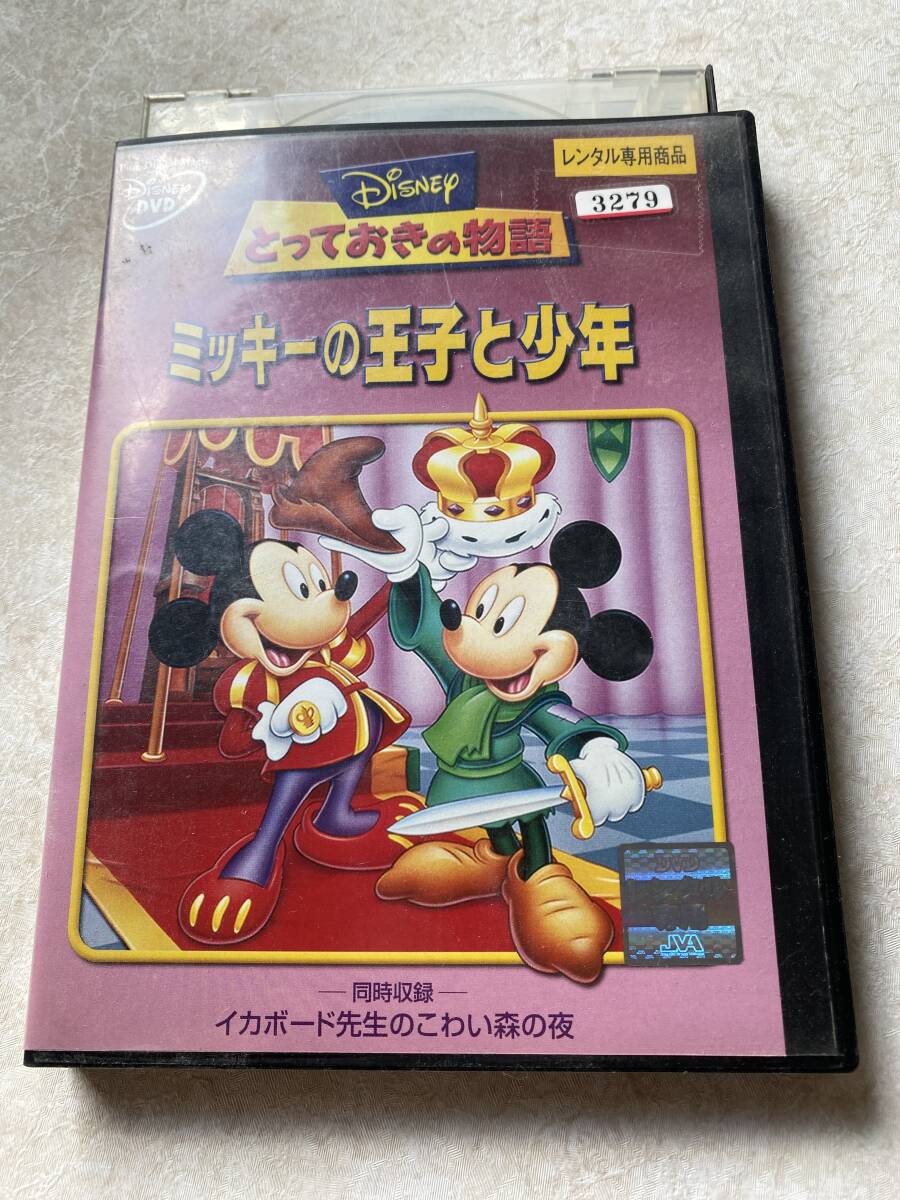 DISNEY
DVD
レンタル専用商品
3279
DISNEY
とっておきの物語
ミッキーの王子と少年
DVD
JVA
同時収録
イカボード先生のこわい森の夜